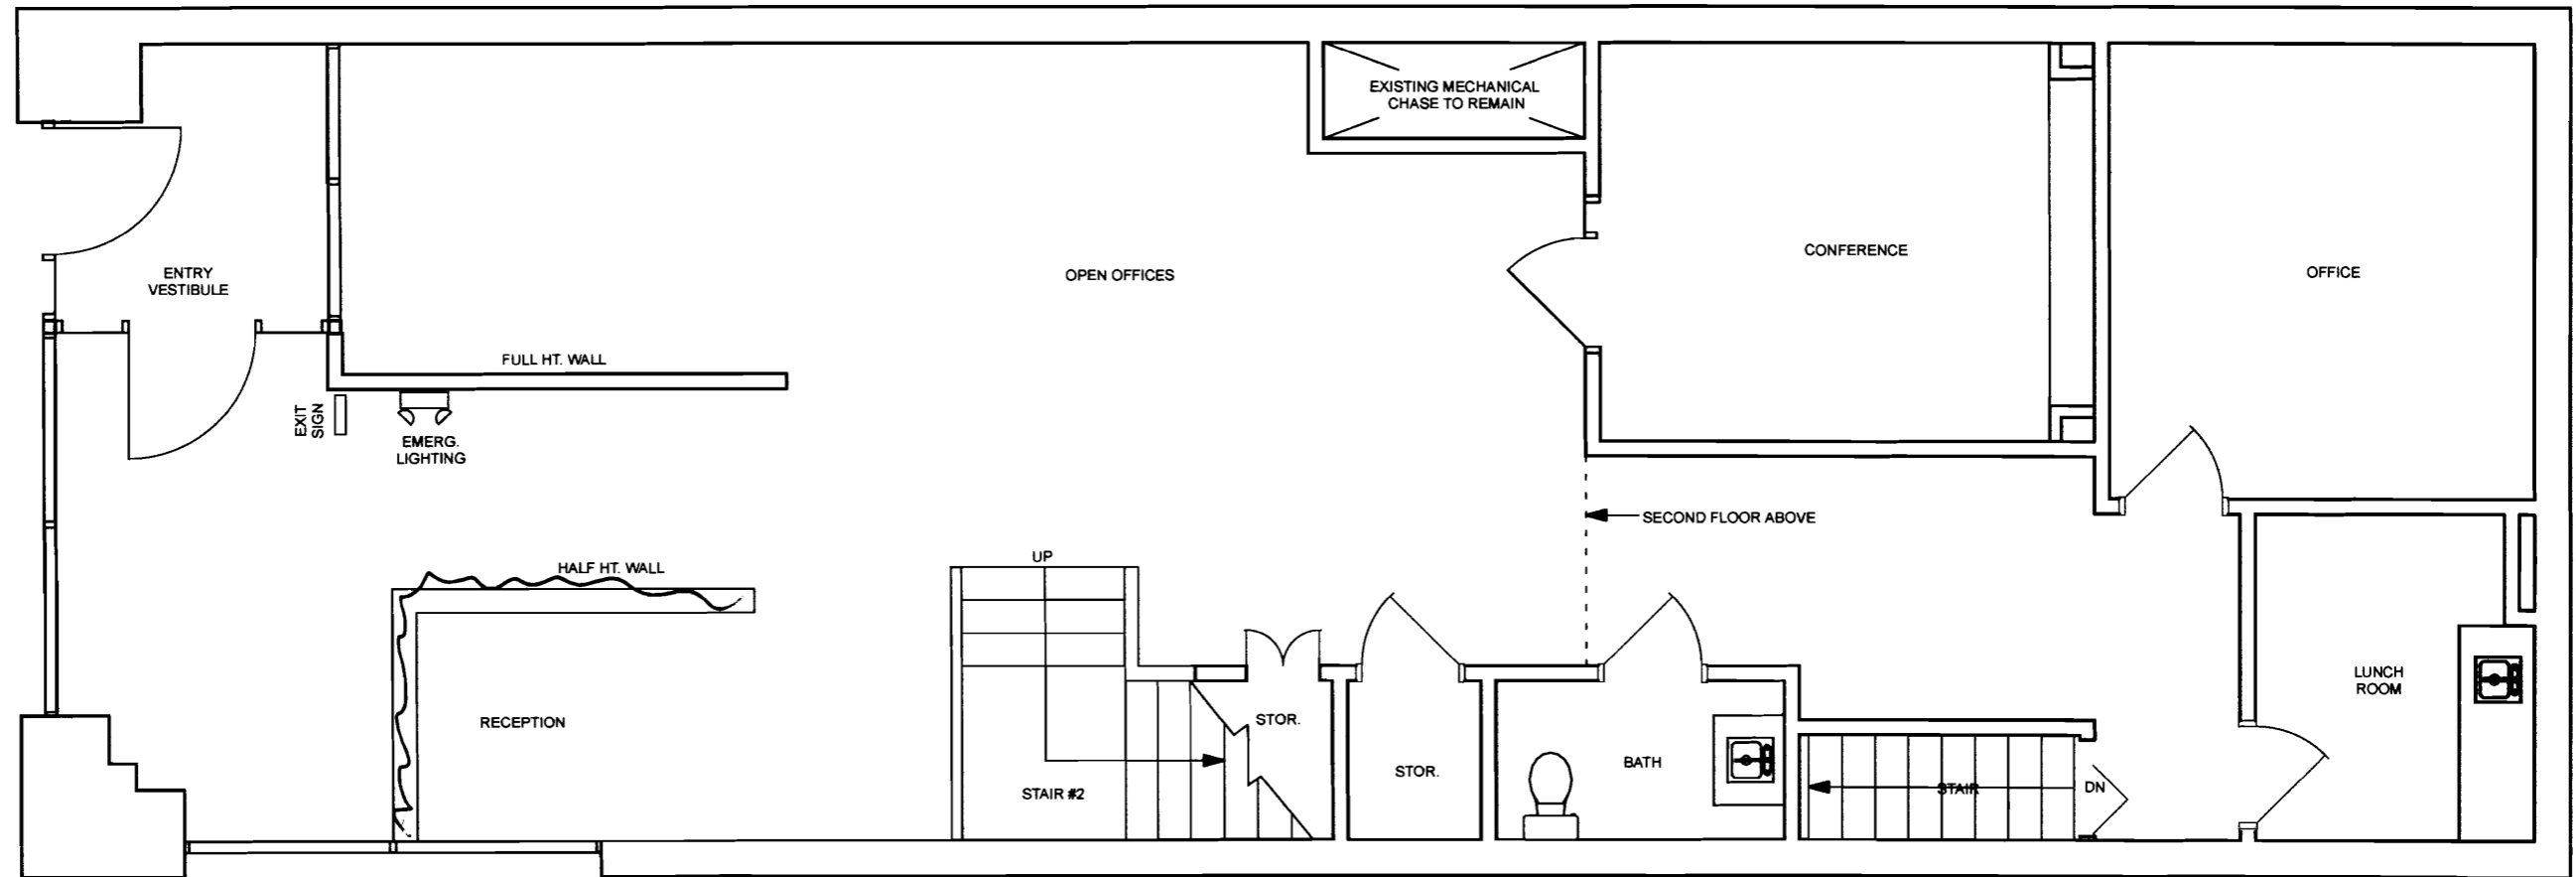 EXISTING MECHANICAL
CHASE TO REMAIN
ENTRY
VESTIBULE
OPEN OFFICES
CONFERENCE
OFFICE
FULL HT. WALL
EXIT
SIGN
EMERG.
LIGHTING
SECOND FLOOR ABOVE
UP
HALF HT. WALL
RECEPTION
STAIR #2
STOR.
STOR.
BATH
STAIR
DN
LUNCH
ROOM